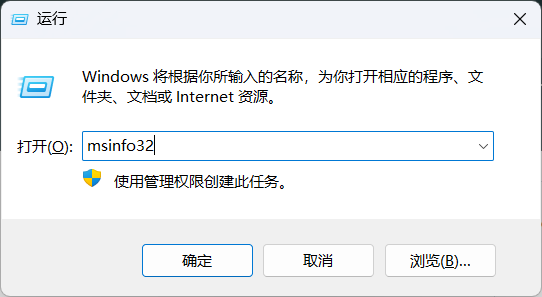 运行
Windows 将根据你所输入的名称，为你打开相应的程序、文
件夹、文档或 Internet 资源。
打开(O): msinfo32
使用管理权限创建此任务。
确定 取消 浏览(B)...